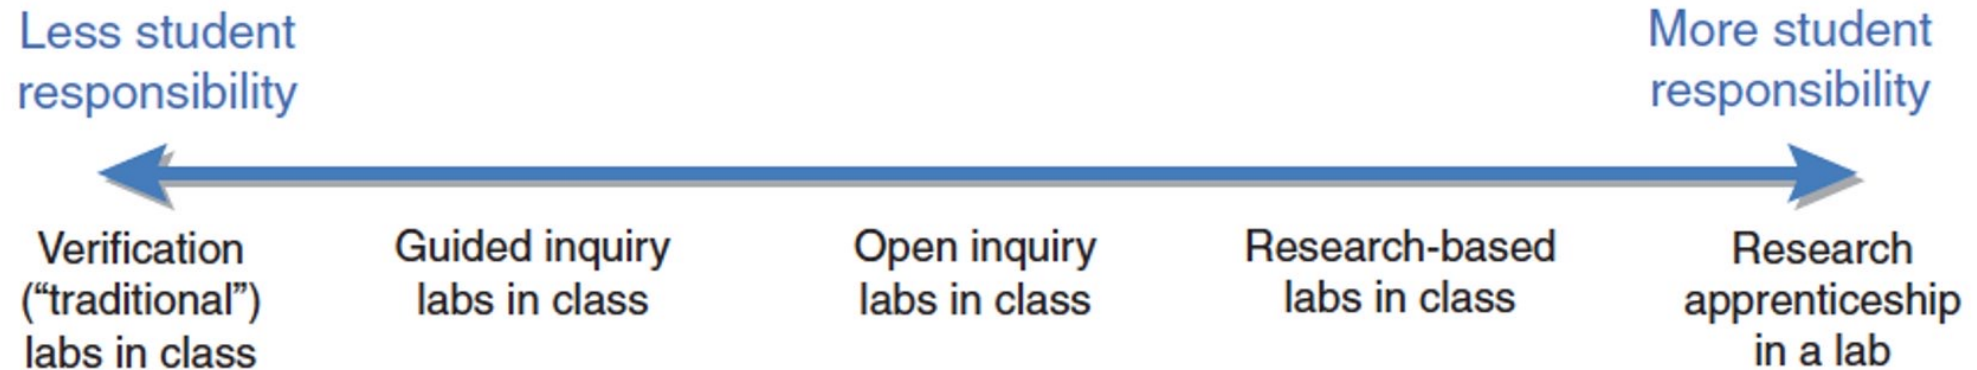 Less student
responsibility
More student
responsibility
Verification
(“traditional”)
labs in class
Guided inquiry
labs in class
Open inquiry
labs in class
Research-based
labs in class
Research
apprenticeship
in a lab